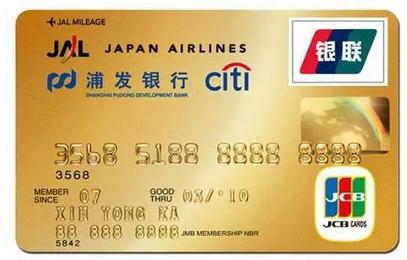 JAL MILEAGE
JAL JAPAN AIRLINES
银联
浦发银行 citi
SHANGHAI PUDONG DEVELOPMENT BANK
3568 5188 8888 8888
3568
MEMBER SINCE 07 GOOD THRU 03/'10
XIN YONG KA
88 888 8888 JMB MEMBERSHIP NBR
5842
JCB
JCB CARDS